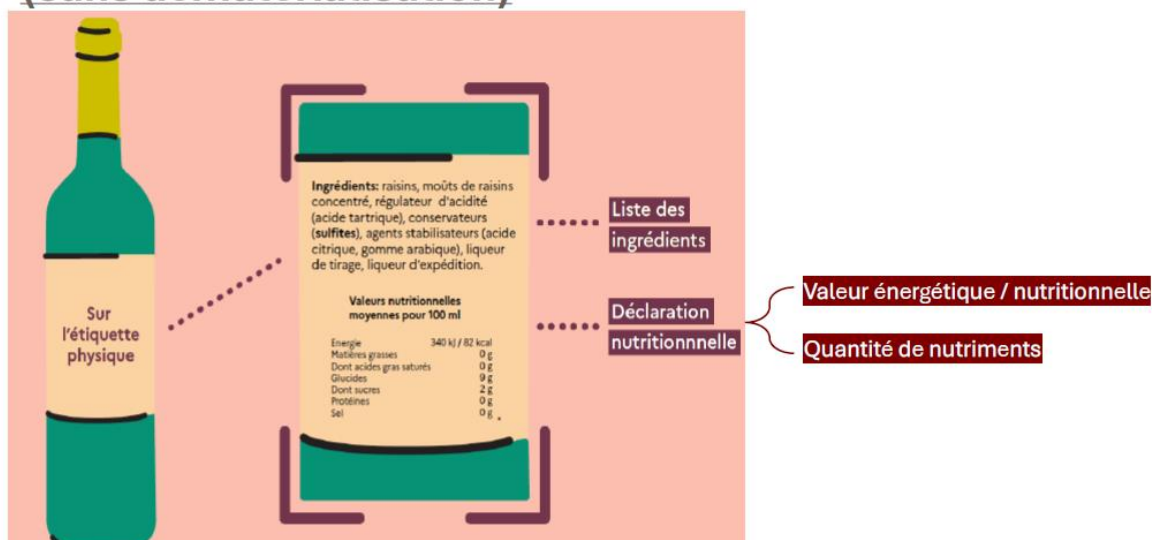 Ingrédients: raisins, moûts de raisins
concentré, régulateur d'acidité
(acide tartrique), conservateurs
(sulfites), agents stabilisateurs (acide
citrique, gomme arabique), liqueur
de tirage, liqueur d'expédition.
Liste des
ingrédients
Sur
l'étiquette
physique
Valeurs nutritionnelles
moyennes pour 100 ml
Energie 340 kJ / 82 kcal
Matières grasses 0 g
Dont acides gras saturés 0 g
Glucides 9 g
Dont sucres 2 g
Protéines 0 g
Sel 0 g .
Déclaration
nutritionnnelle
Valeur énergétique / nutritionnelle
Quantité de nutriments